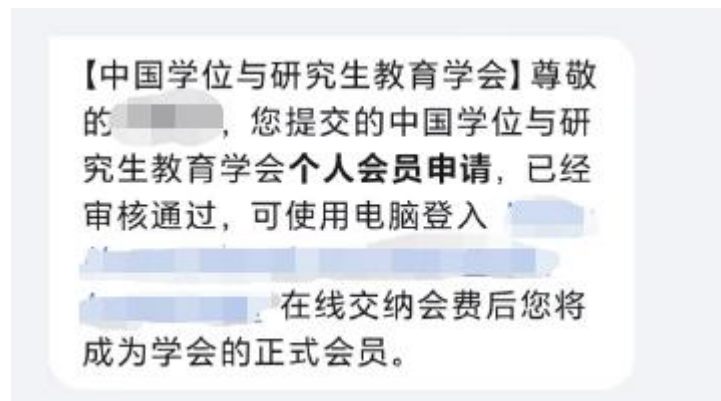 【中国学位与研究生教育学会】尊敬
的 ，您提交的中国学位与研
究生教育学会个人会员申请，已经
审核通过，可使用电脑登入
在线交纳会费后您将
成为学会的正式会员。